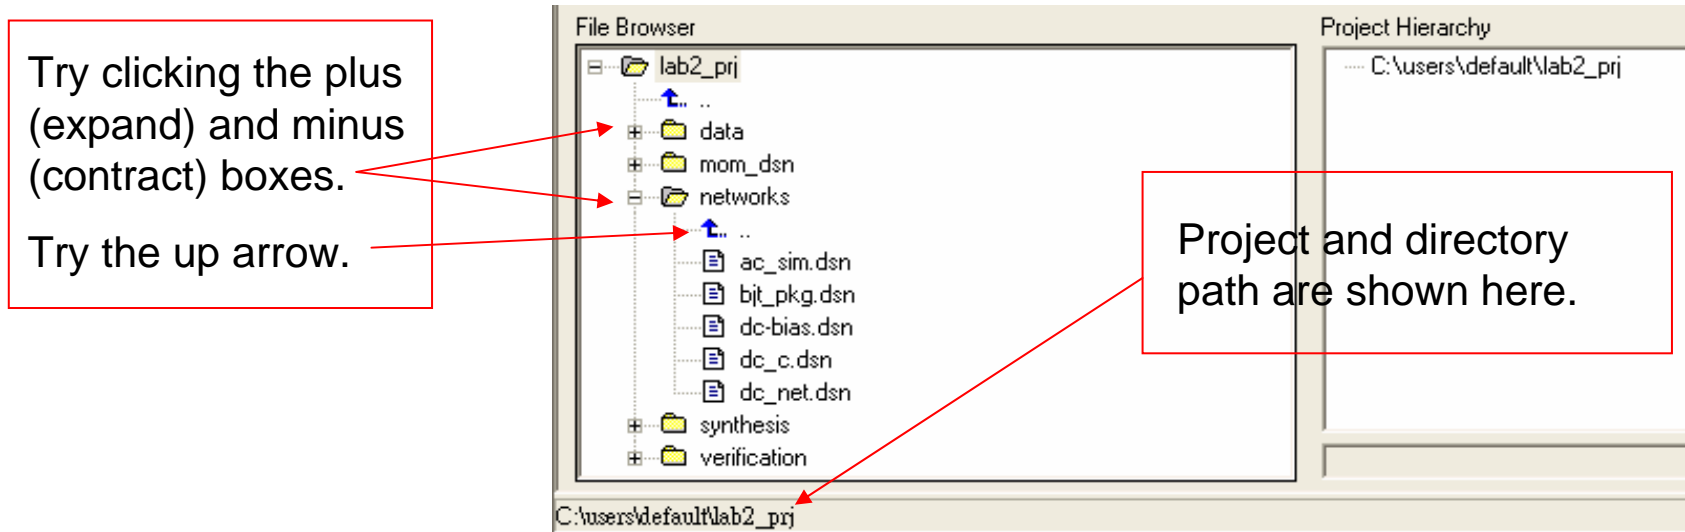 Try clicking the plus
(expand) and minus
(contract) boxes.
Try the up arrow.
File Browser
lab2_prj
..
data
mom_dsn
networks
..
ac_sim.dsn
bjt_pkg.dsn
dc-bias.dsn
dc_c.dsn
dc_net.dsn
synthesis
verification
Project Hierarchy
C:\users\default\lab2_prj
Project and directory
path are shown here.
C:\users\default\lab2_prj